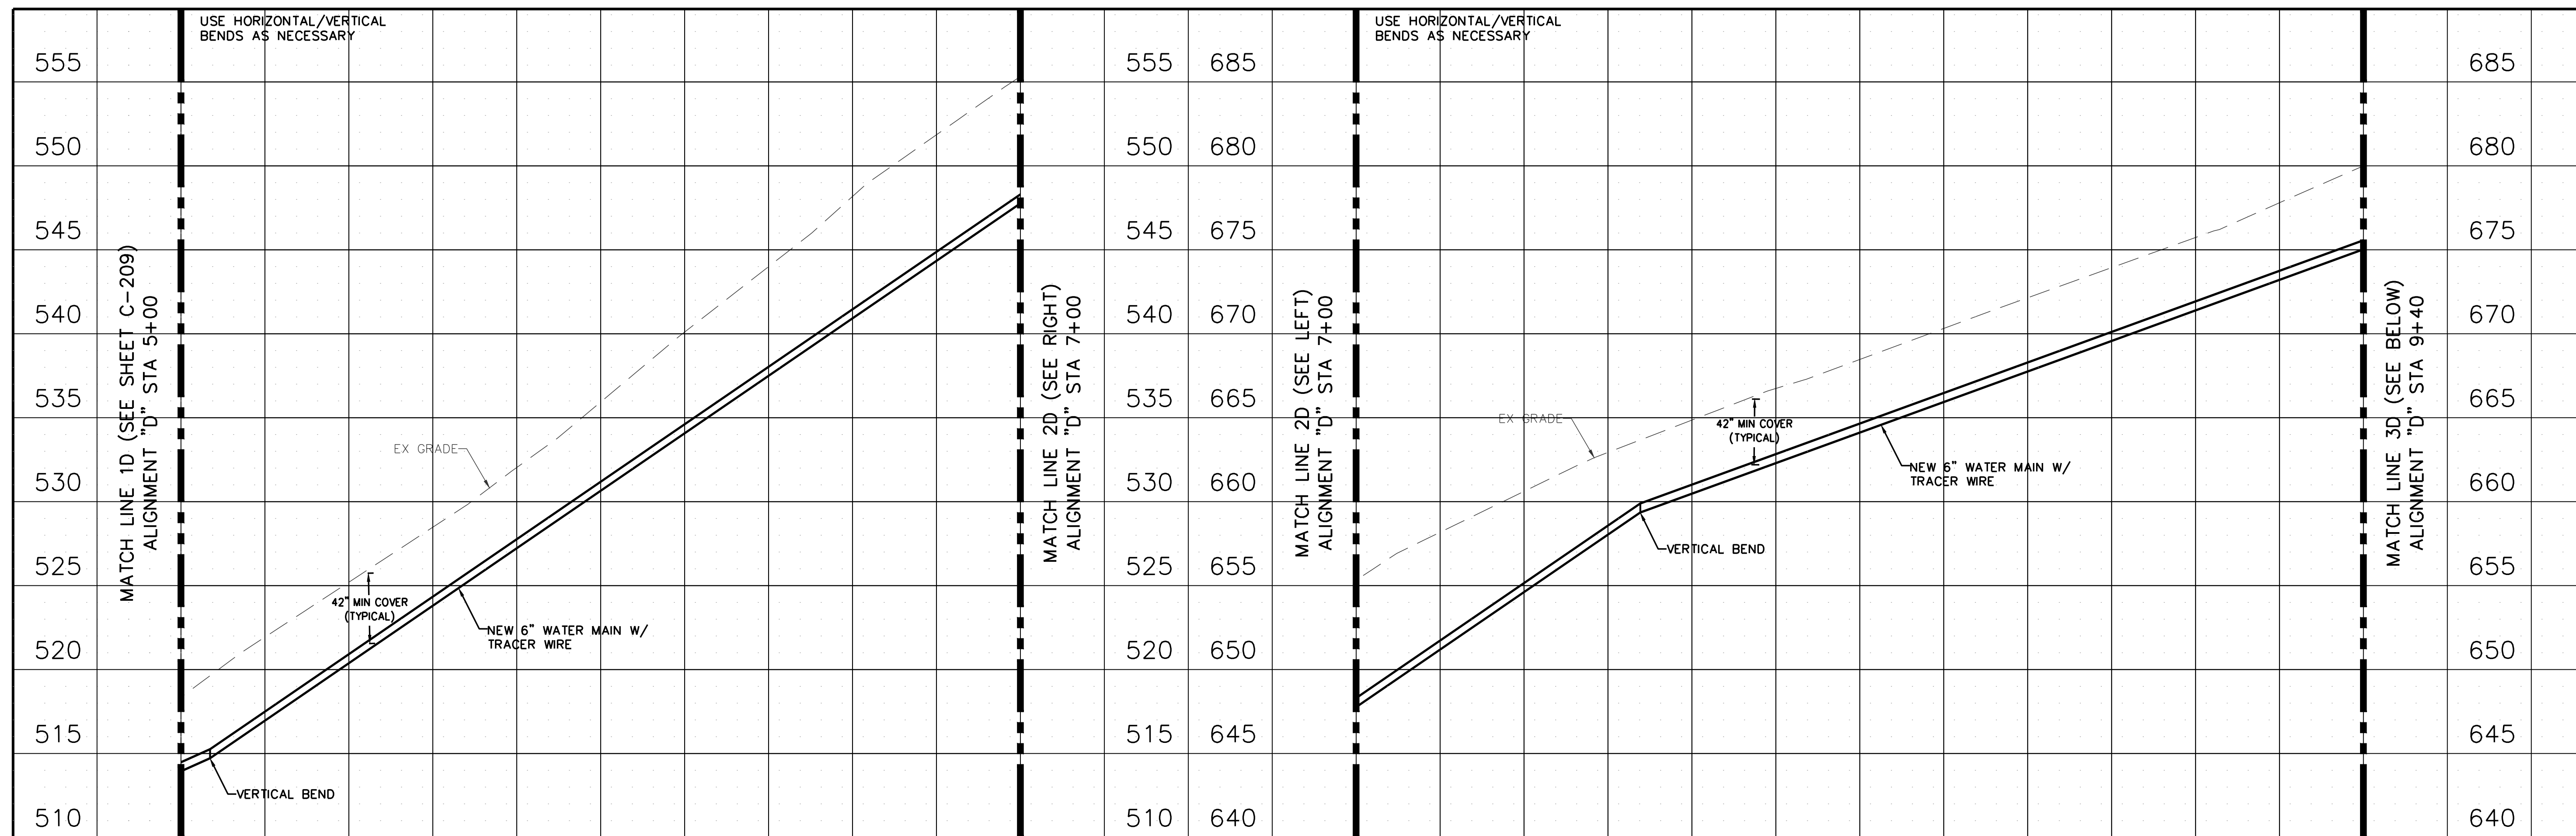 USE HORIZONTAL/VERTICAL
BENDS AS NECESSARY
555
550
545
540
535
530
525
520
515
510
MATCH LINE 1D (SEE SHEET C-209)
ALIGNMENT "D" STA 5+00
EX GRADE
42" MIN COVER
(TYPICAL)
NEW 6" WATER MAIN W/
TRACER WIRE
VERTICAL BEND
MATCH LINE 2D (SEE RIGHT)
ALIGNMENT "D" STA 7+00
555
550
545
540
535
530
525
520
515
510
685
680
675
670
665
660
655
650
645
640
MATCH LINE 2D (SEE LEFT)
ALIGNMENT "D" STA 7+00
USE HORIZONTAL/VERTICAL
BENDS AS NECESSARY
EX GRADE
42" MIN COVER
(TYPICAL)
NEW 6" WATER MAIN W/
TRACER WIRE
VERTICAL BEND
MATCH LINE 3D (SEE BELOW)
ALIGNMENT "D" STA 9+40
685
680
675
670
665
660
655
650
645
640